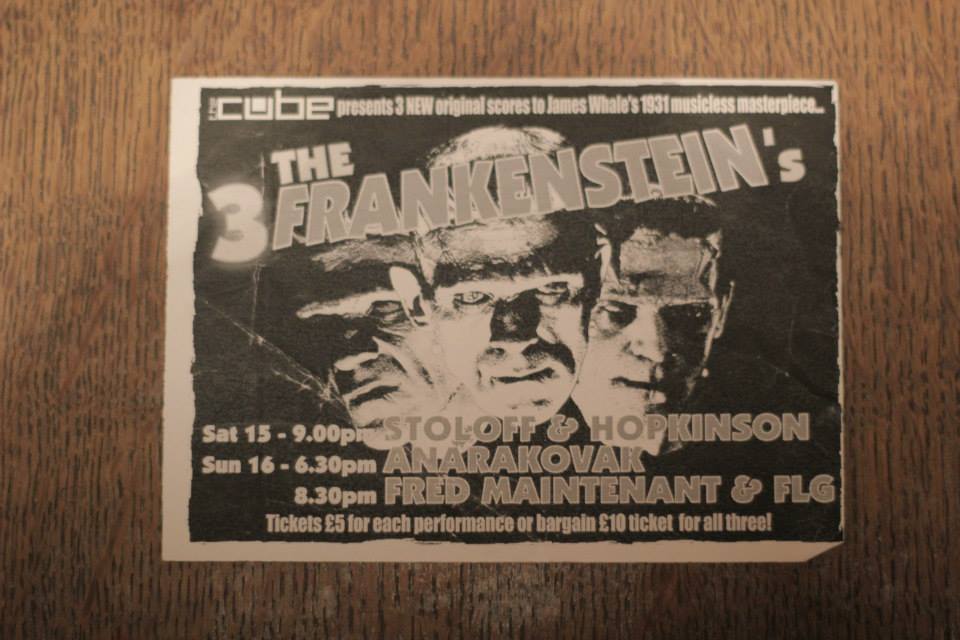 the cube presents 3 NEW original scores to James Whale's 1931 musicless masterpiece...
THE
3 FRANKENSTEIN's
Sat 15 - 9.00pm STOLOFF & HOPKINSON
Sun 16 - 6.30pm ANÄRAKOVAK
8.30pm FRED MAINTENANT & FLG
Tickets £5 for each performance or bargain £10 ticket for all three!